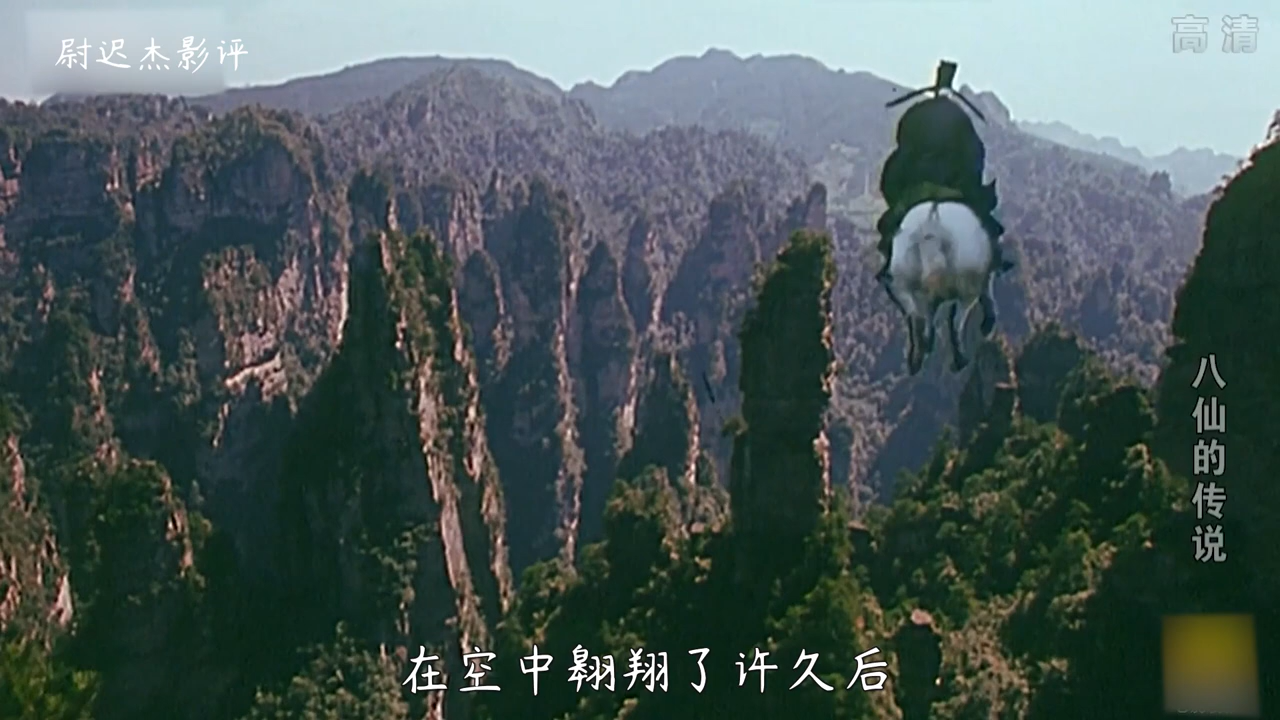 尉迟杰影评
高清
八仙的传说
在空中翱翔了许久后